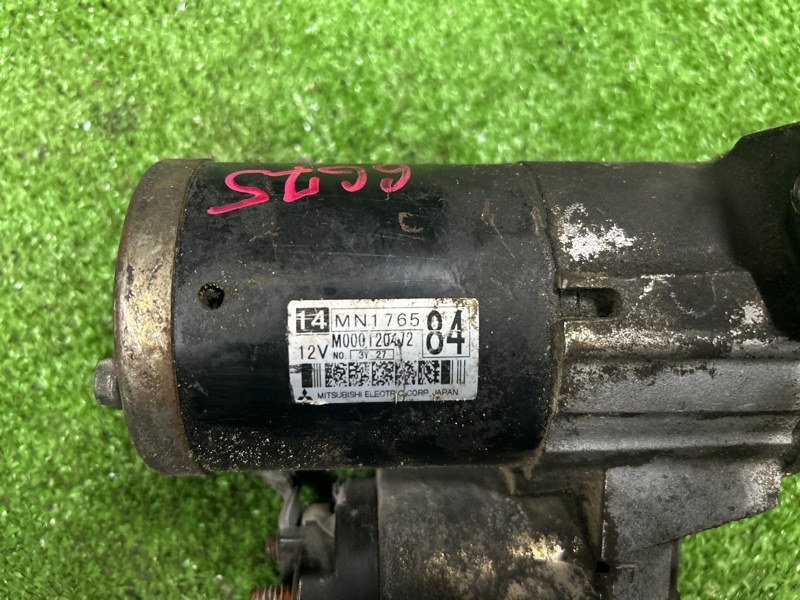 6G75
14 MN1765 84
12V M000T20472
NO. 3Y 27
MITSUBISHI ELECTRIC CORP. JAPAN